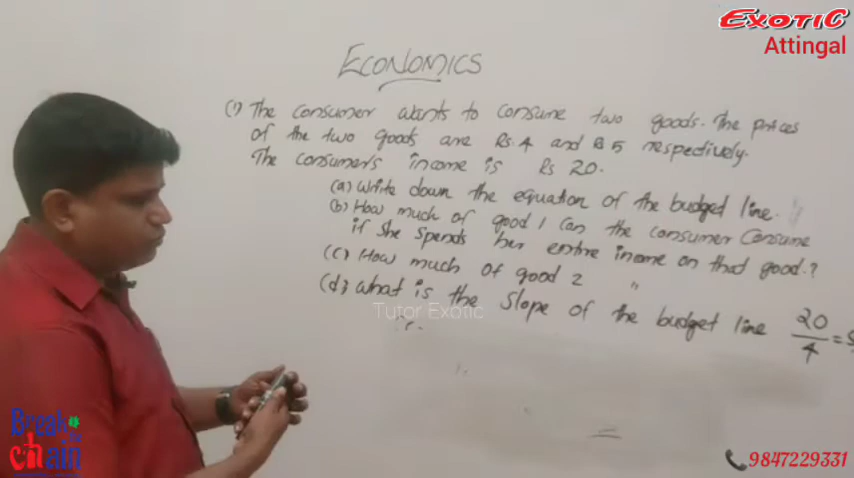 EXOTIC
Attingal
ECONOMICS
(1) The consumer wants to consume two goods. The prices
of the two goods are Rs.4 and Rs 5 respectively.
The consumer's income is Rs 20.
(a) Write down the equation of the budget line.
(b) How much of good 1 can the consumer consume
if she spends her entire income on that good.?
(c) How much of good 2 "
(d) what is the slope of the budget line
20
4 = 5
Tutor Exotic
Break
the
chain
9847229331